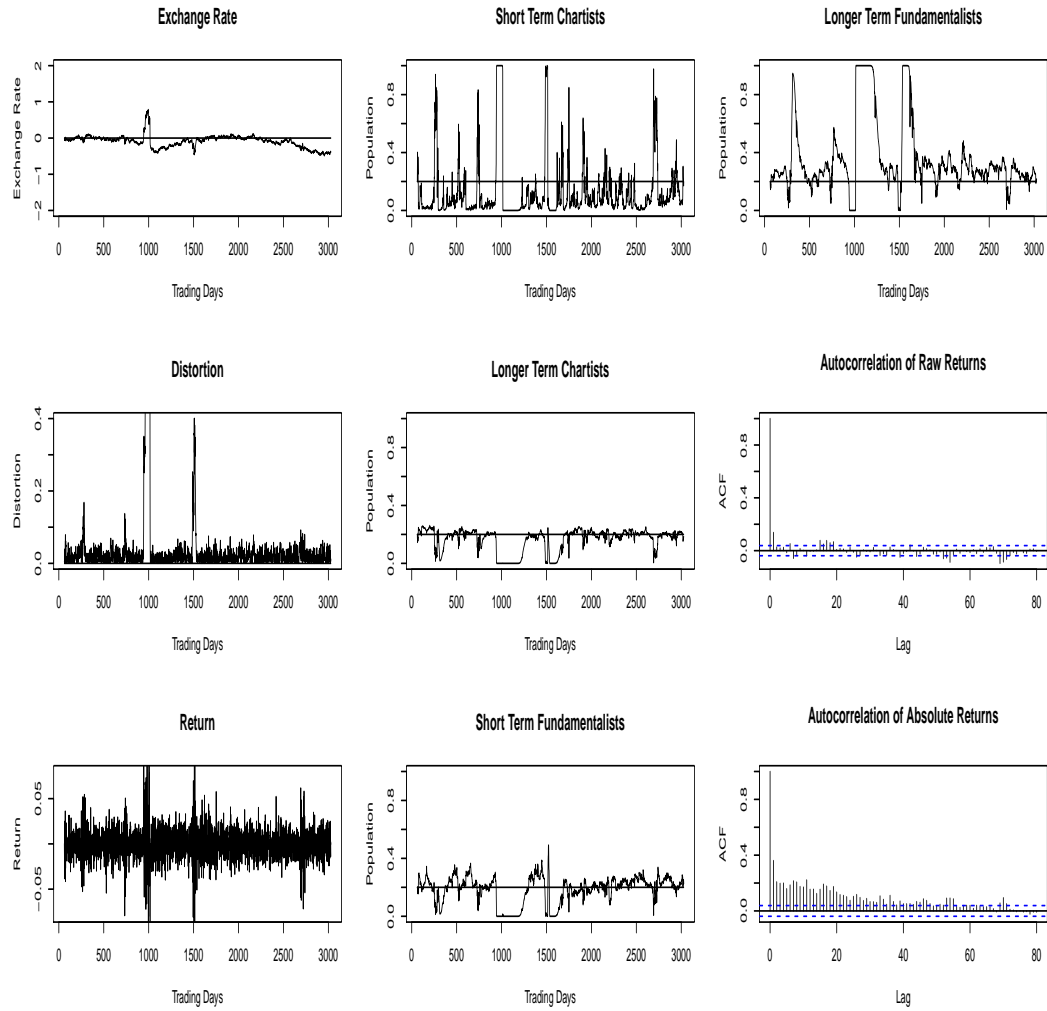 Exchange Rate
Exchange Rate
2
1
0
−1
−2
0 500 1000 1500 2000 2500 3000
Trading Days
Short Term Chartists
Population
0.8
0.4
0.0
0 500 1000 1500 2000 2500 3000
Trading Days
Longer Term Fundamentalists
Population
0.8
0.4
0.0
0 500 1000 1500 2000 2500 3000
Trading Days
Distortion
Distortion
0.4
0.2
0.0
0 500 1000 1500 2000 2500 3000
Trading Days
Longer Term Chartists
Population
0.8
0.4
0.0
0 500 1000 1500 2000 2500 3000
Trading Days
Autocorrelation of Raw Returns
ACF
0.8
0.4
0.0
0 20 40 60 80
Lag
Return
Return
0.05
−0.05
0 500 1000 1500 2000 2500 3000
Trading Days
Short Term Fundamentalists
Population
0.8
0.4
0.0
0 500 1000 1500 2000 2500 3000
Trading Days
Autocorrelation of Absolute Returns
ACF
0.8
0.4
0.0
0 20 40 60 80
Lag